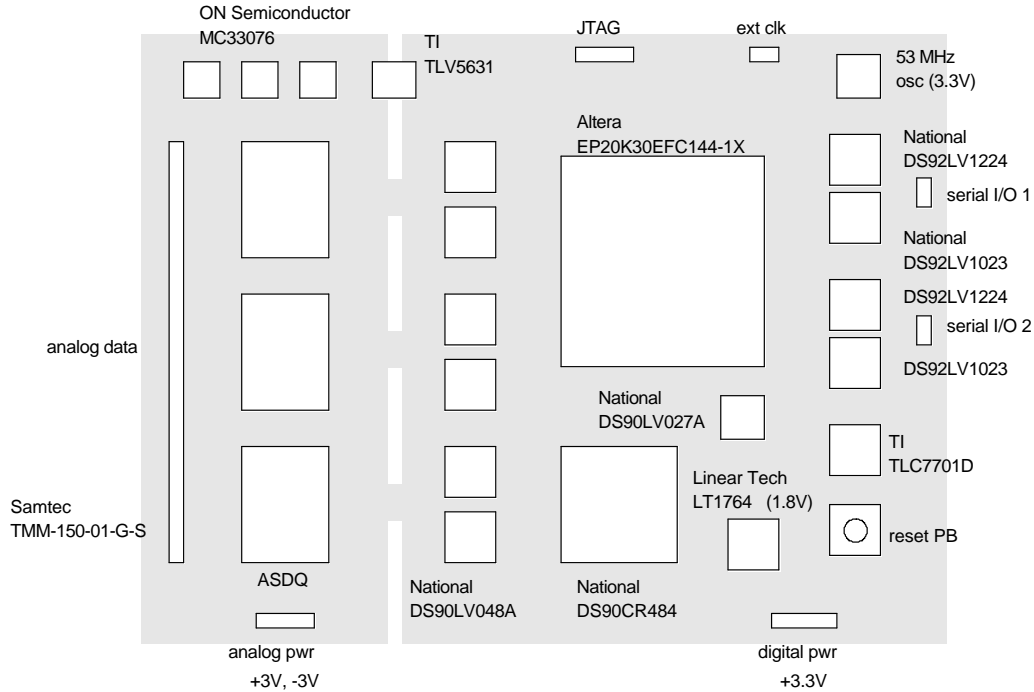 ON Semiconductor
MC33076
TI
TLV5631
JTAG
ext clk
53 MHz
osc (3.3V)
Altera
EP20K30EFC144-1X
National
DS92LV1224
serial I/O 1
National
DS92LV1023
DS92LV1224
serial I/O 2
DS92LV1023
analog data
National
DS90LV027A
TI
TLC7701D
Linear Tech
LT1764 (1.8V)
Samtec
TMM-150-01-G-S
reset PB
ASDQ
National
DS90LV048A
National
DS90CR484
analog pwr
+3V, -3V
digital pwr
+3.3V